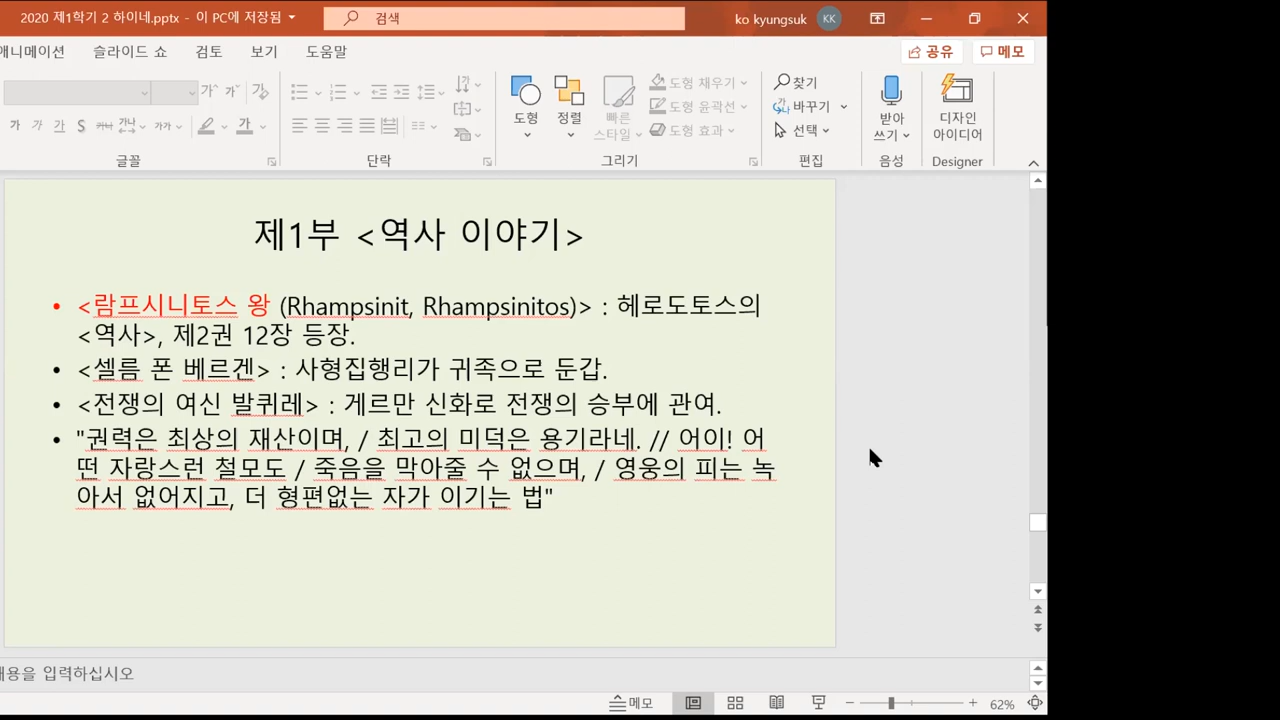 2020 제1학기 2 하이네.pptx - 이 PC에 저장됨
검색
ko kyungsuk KK
애니메이션 슬라이드 쇼 검토 보기 도움말
공유 메모
도형 정렬 빠른 스타일
도형 채우기
도형 윤곽선
도형 효과
찾기
바꾸기
선택
받아쓰기
디자인 아이디어
글꼴 단락 그리기 편집 음성 Designer
제1부 <역사 이야기>
• <람프시니토스 왕 (Rhampsinit, Rhampsinitos)> : 헤로도토스의
<역사>, 제2권 12장 등장.
• <셀름 폰 베르겐> : 사형집행리가 귀족으로 둔갑.
• <전쟁의 여신 발퀴레> : 게르만 신화로 전쟁의 승부에 관여.
• "권력은 최상의 재산이며, / 최고의 미덕은 용기라네. // 어이! 어
떤 자랑스런 철모도 / 죽음을 막아줄 수 없으며, / 영웅의 피는 녹
아서 없어지고, 더 형편없는 자가 이기는 법"
내용을 입력하십시오
메모 62%